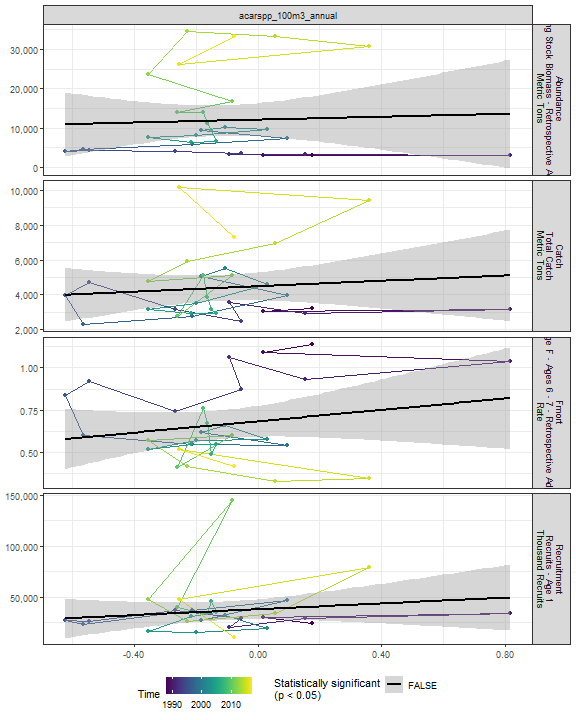 acarspp_100m3_annual
30,000
20,000
10,000
0
Abundance
Stock Biomass - Retrospective
Metric Tons
10,000
8,000
6,000
4,000
2,000
Catch
Total Catch
Metric Tons
1.00
0.75
0.50
Fmort
F - Ages 6 - 7 - Retrospective
Rate
150,000
100,000
50,000
Recruitment
Recruits - Age 1
Thousand Recruits
-0.40
0.00
0.40
0.80
Time
1990 2000 2010
Statistically significant
(p < 0.05)
FALSE